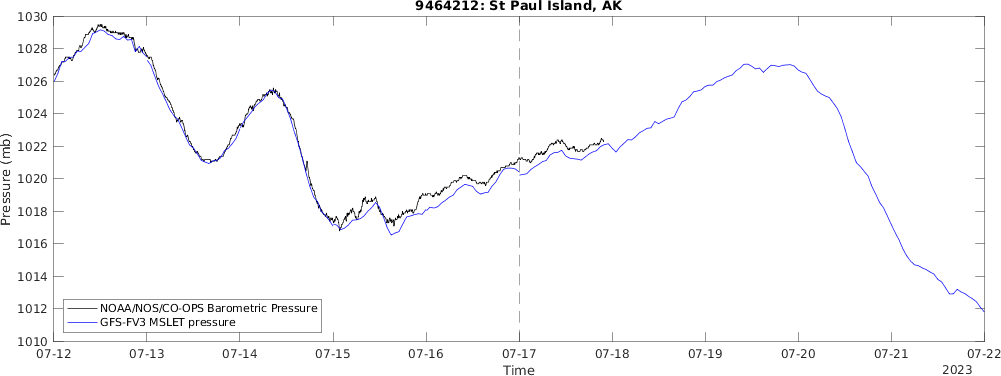 9464212: St Paul Island, AK
Pressure (mb)
1030
1028
1026
1024
1022
1020
1018
1016
1014
1012
1010
NOAA/NOS/CO-OPS Barometric Pressure
GFS-FV3 MSLET pressure
07-12 07-13 07-14 07-15 07-16 07-17 07-18 07-19 07-20 07-21 07-22
Time
2023